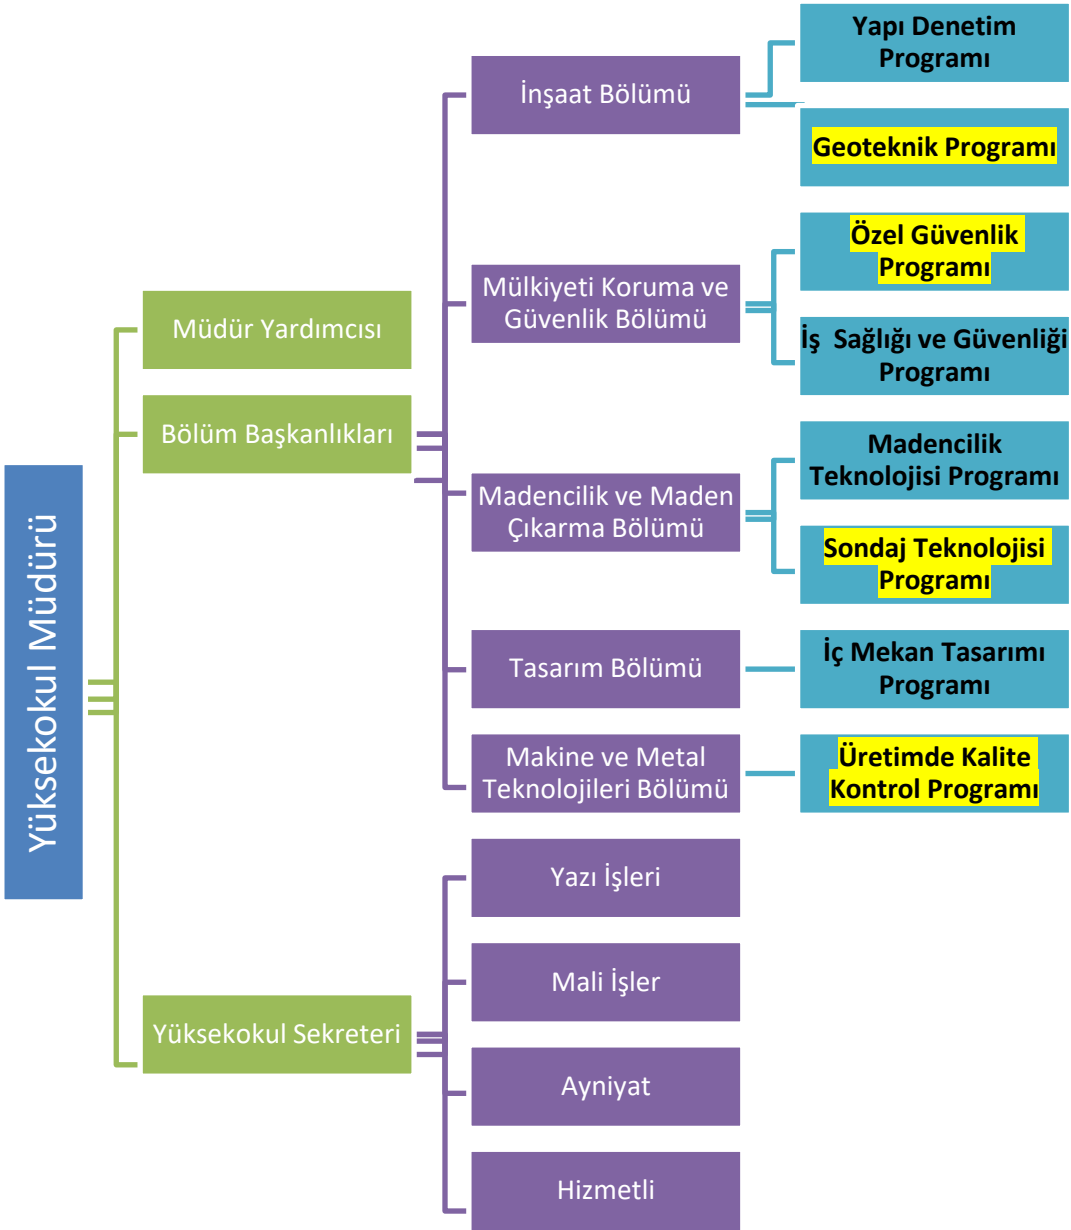 Yüksekokul Müdürü
Müdür Yardımcısı
Bölüm Başkanlıkları
İnşaat Bölümü
Yapı Denetim
Programı
Geoteknik Programı
Mülkiyeti Koruma ve
Güvenlik Bölümü
Özel Güvenlik
Programı
İş  Sağlığı ve Güvenliği
Programı
Madencilik ve Maden
Çıkarma Bölümü
Madencilik
Teknolojisi Programı
Sondaj Teknolojisi
Programı
Tasarım Bölümü
İç Mekan Tasarımı
Programı
Makine ve Metal
Teknolojileri Bölümü
Üretimde Kalite
Kontrol Programı
Yüksekokul Sekreteri
Yazı İşleri
Mali İşler
Ayniyat
Hizmetli